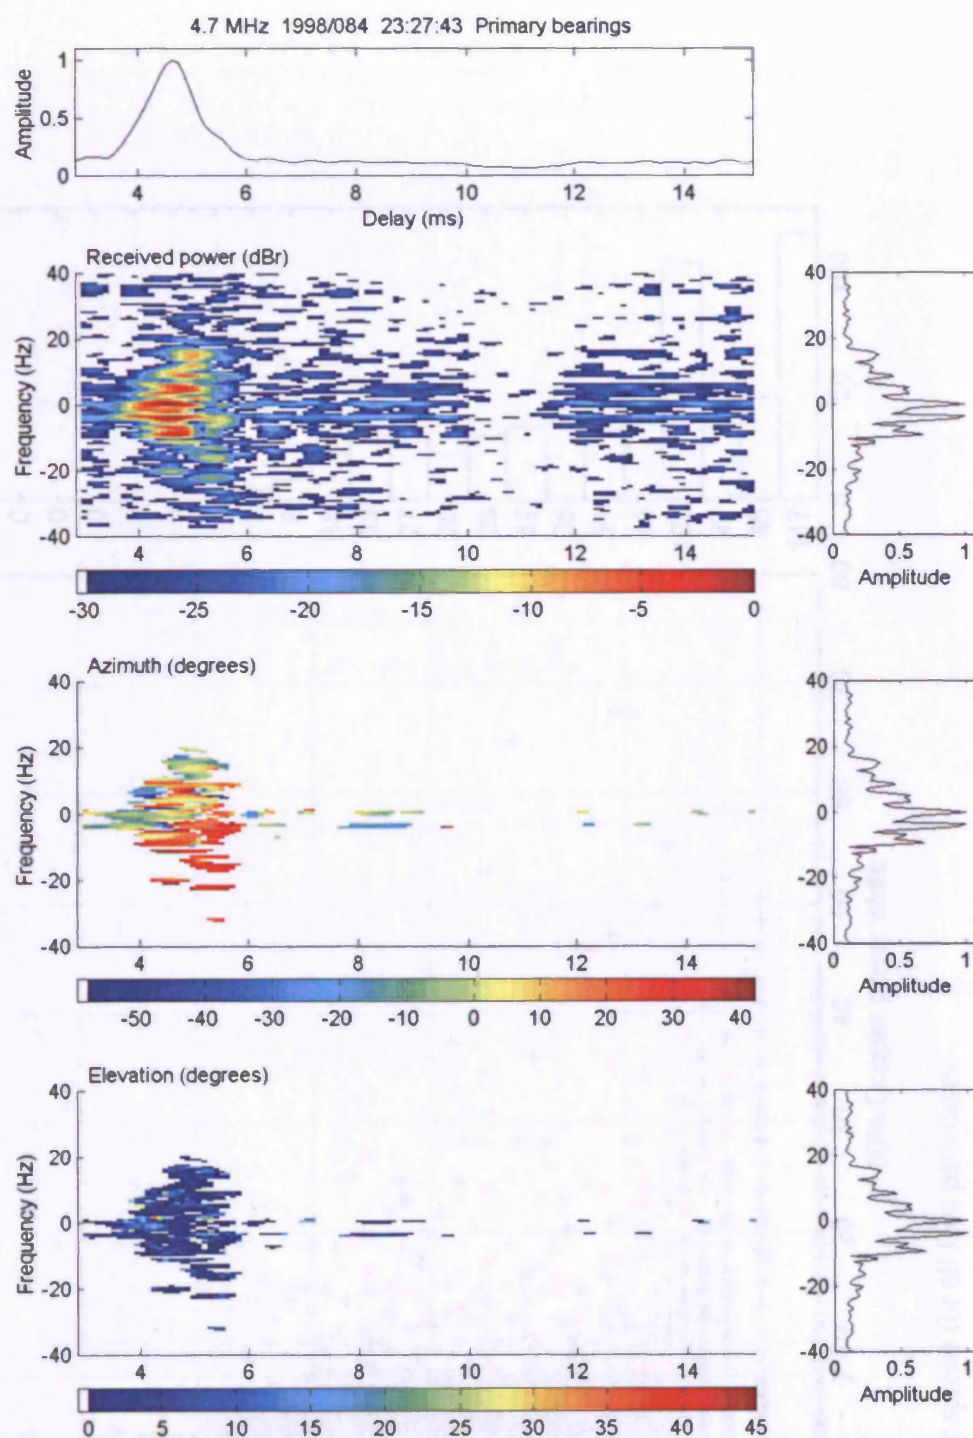 4.7 MHz 1998/084 23:27:43 Primary bearings
1
0.5
0
Amplitude
4 6 8 10 12 14
Delay (ms)
Received power (dBr)
40
20
0
-20
-40
Frequency (Hz)
4 6 8 10 12 14
-30 -25 -20 -15 -10 -5 0
40
20
0
-20
-40
0 0.5 1
Amplitude
Azimuth (degrees)
40
20
0
-20
-40
Frequency (Hz)
4 6 8 10 12 14
-50 -40 -30 -20 -10 0 10 20 30 40
40
20
0
-20
-40
0 0.5 1
Amplitude
Elevation (degrees)
40
20
0
-20
-40
Frequency (Hz)
4 6 8 10 12 14
0 5 10 15 20 25 30 35 40 45
40
20
0
-20
-40
0 0.5 1
Amplitude